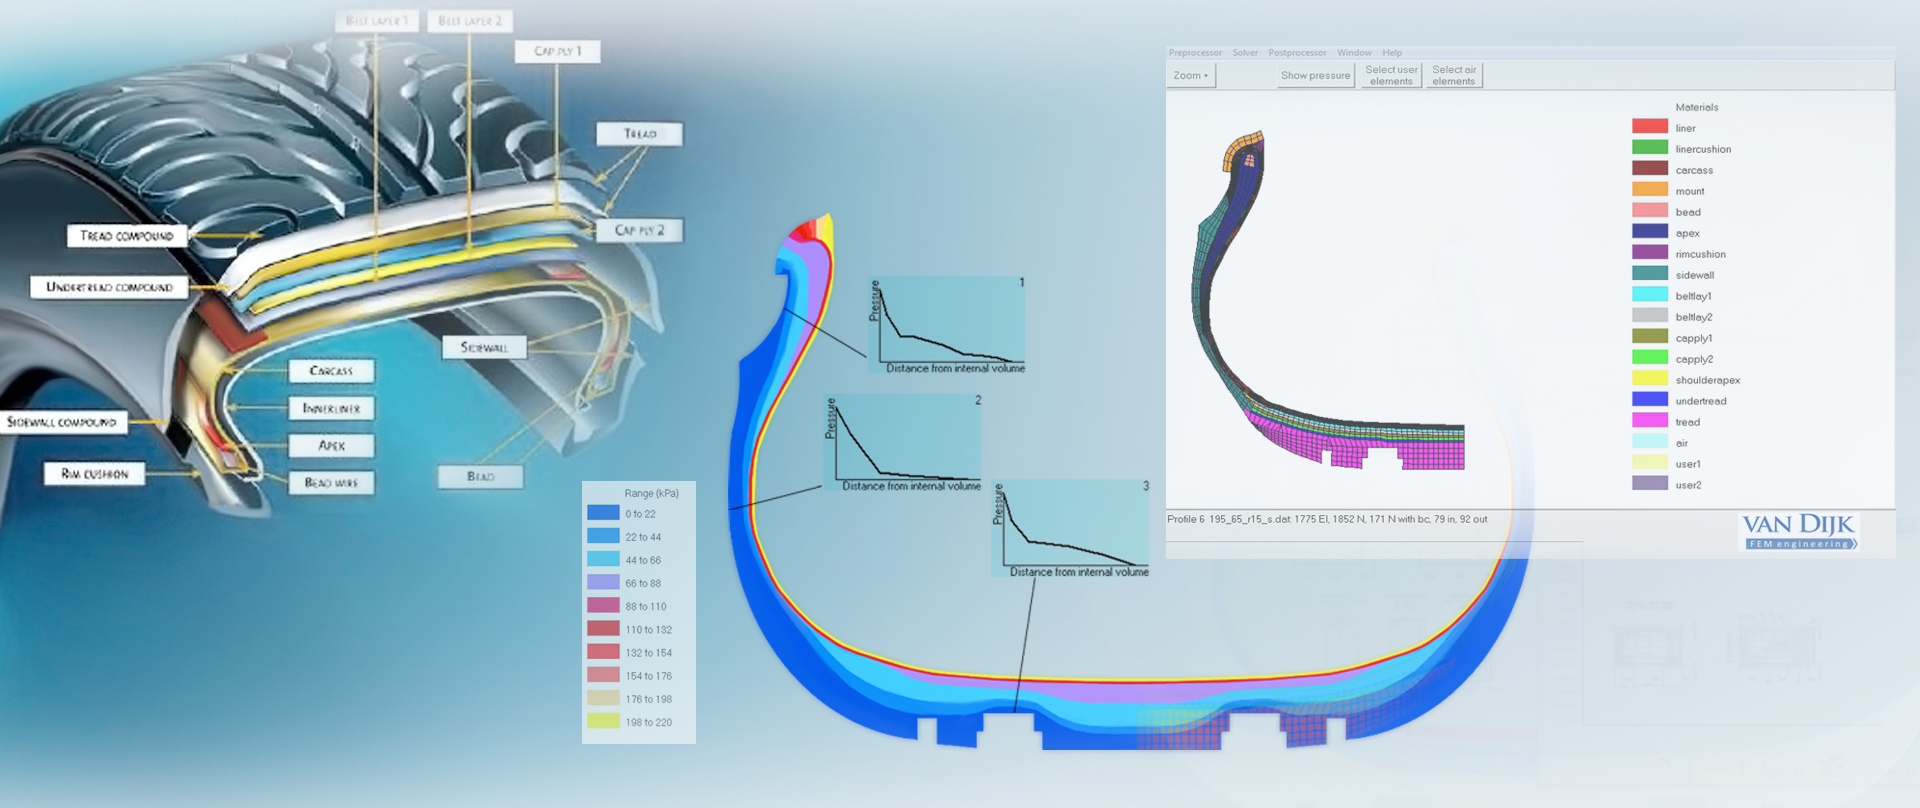 BELT LAYER 1
BELT LAYER 2
CAP PLY 1
TREAD
CAP PLY 2
TREAD COMPOUND
UNDERTREAD COMPOUND
SIDEWALL
CARCASS
INNERLINER
SIDEWALL COMPOUND
APEX
RIM CUSHION
BEAD WIRE
BEAD
Range (kPa)
0 to 22
22 to 44
44 to 66
66 to 88
88 to 110
110 to 132
132 to 154
154 to 176
176 to 198
198 to 220
1
Pressure
Distance from internal volume
2
Pressure
Distance from internal volume
3
Pressure
Distance from internal volume
Preprocessor Solver Postprocessor Window Help
Zoom +
Show pressure
Select user
elements
Select air
elements
Materials
liner
linercushion
carcass
mount
bead
apex
rimcushion
sidewall
beltlay1
beltlay2
capply1
capply2
shoulderapex
undertread
tread
air
user1
user2
Profile 6 195_65_r15_s.dat: 1775 El, 1852 N, 171 N with bc, 79 in, 92 out
VAN DIJK
FEM engineering